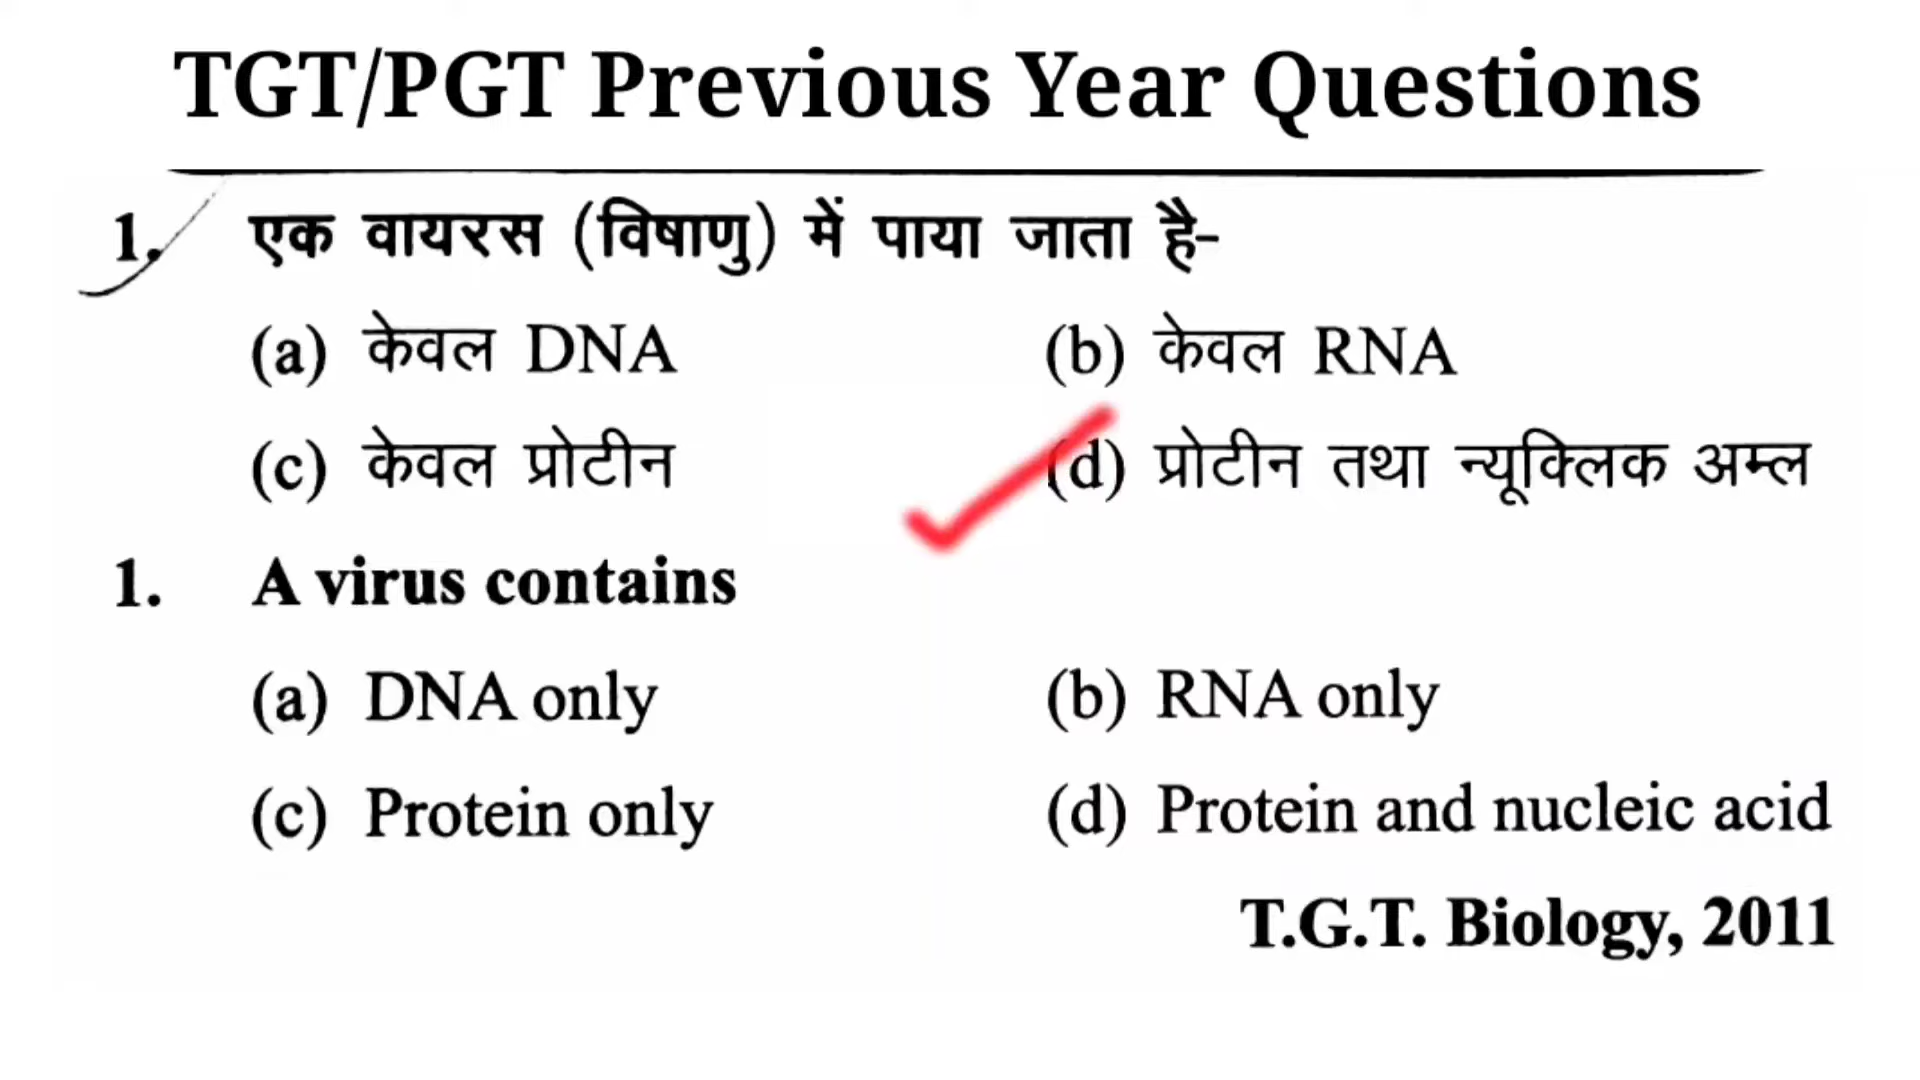 TGT/PGT Previous Year Questions
1. एक वायरस (विषाणु) में पाया जाता है-
(a) केवल DNA (b) केवल RNA
(c) केवल प्रोटीन (d) प्रोटीन तथा न्यूक्लिक अम्ल
1. A virus contains
(a) DNA only (b) RNA only
(c) Protein only (d) Protein and nucleic acid
T.G.T. Biology, 2011